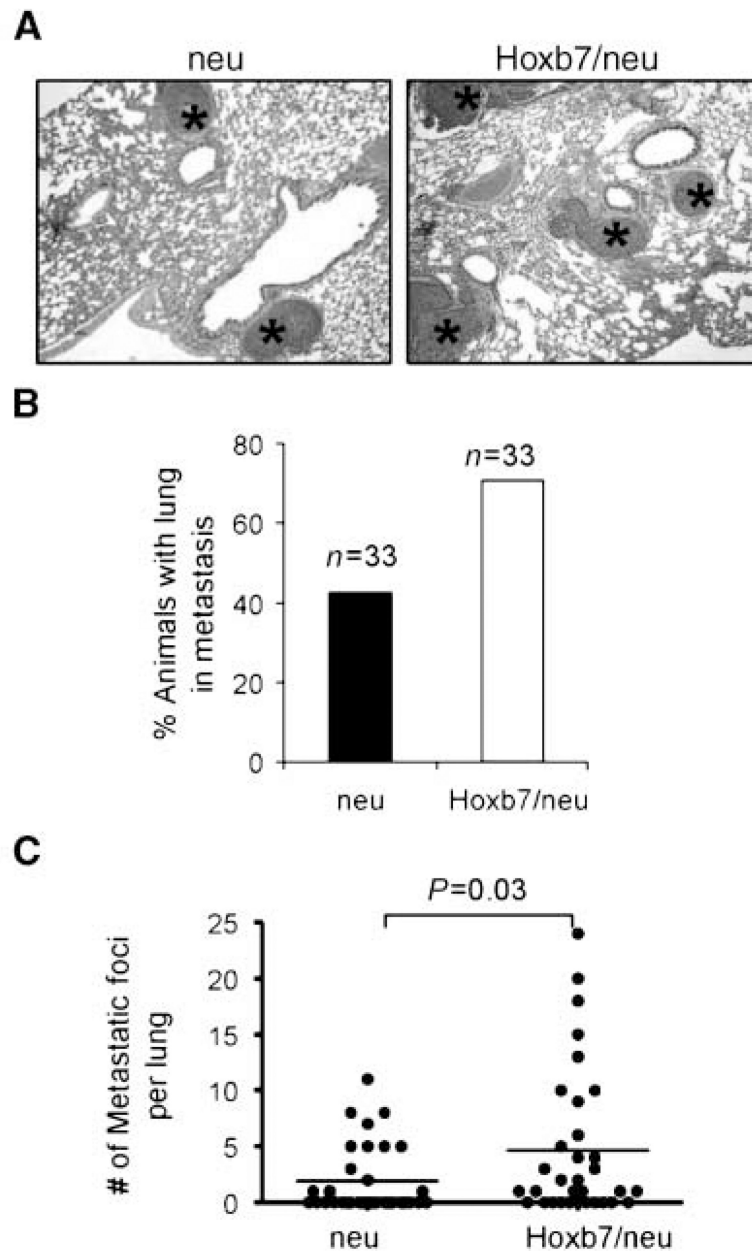 A
neu
Hoxb7/neu
*
*
*
*
*
*
B
% Animals with lung
in metastasis
80
60
40
20
0
n=33
n=33
neu
Hoxb7/neu
C
# of Metastatic foci
per lung
P=0.03
25
20
15
10
5
0
neu
Hoxb7/neu